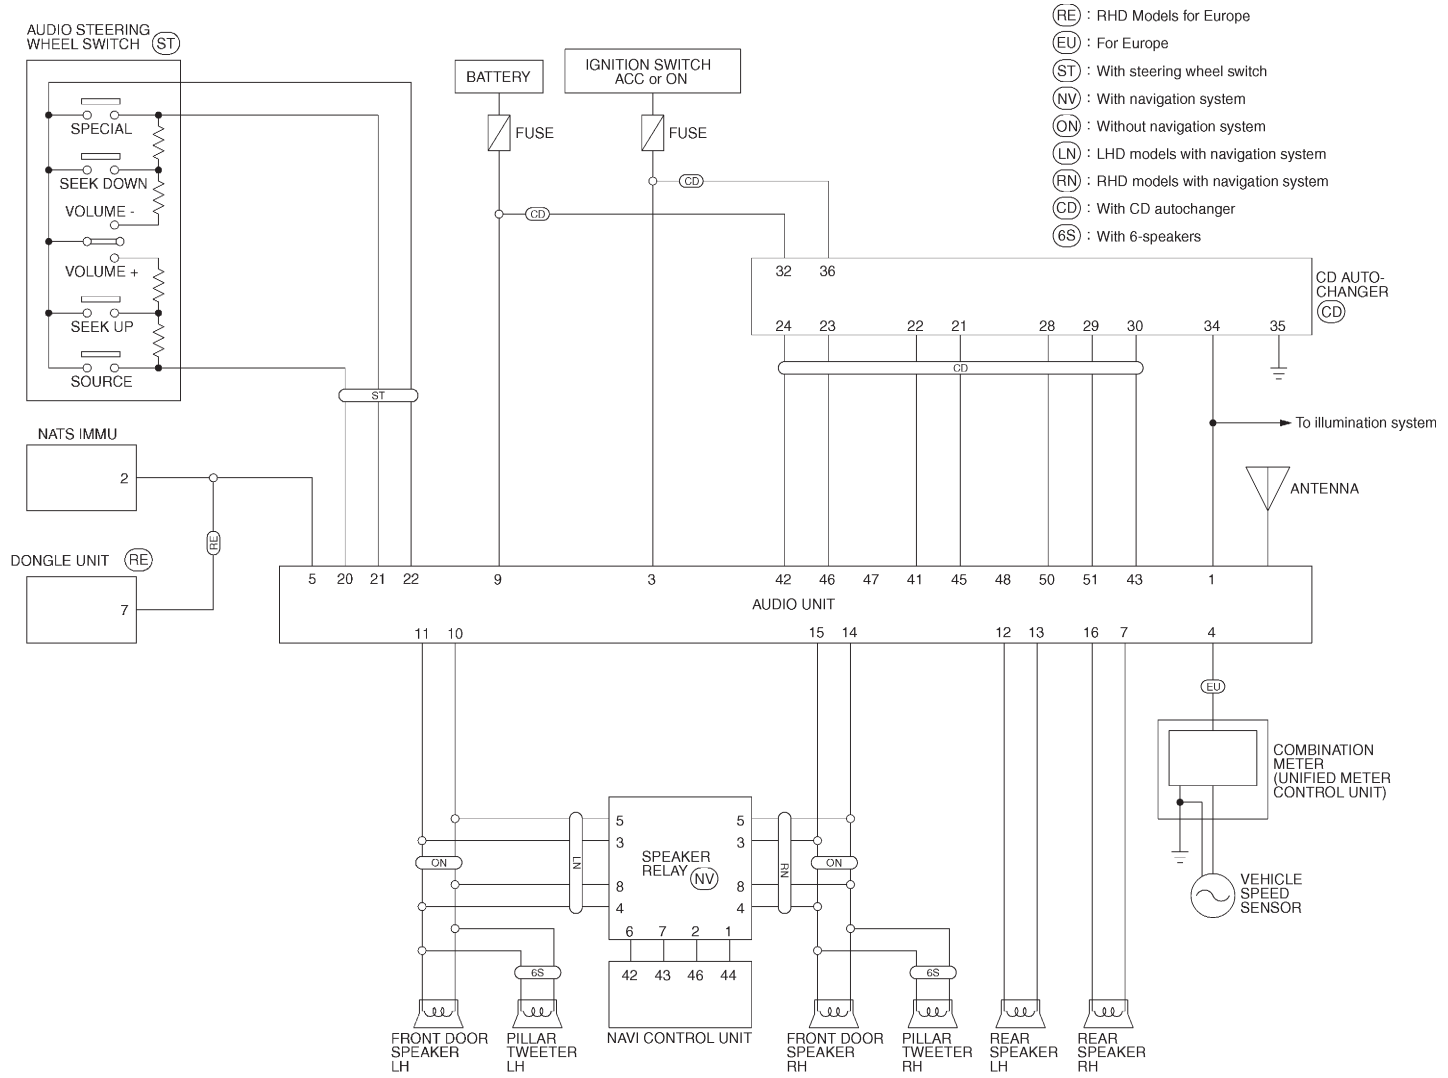 AUDIO STEERING
WHEEL SWITCH ST
SPECIAL
SEEK DOWN
VOLUME -
VOLUME +
SEEK UP
SOURCE
ST
BATTERY
FUSE
IGNITION SWITCH
ACC or ON
FUSE
CD
CD
RE : RHD Models for Europe
EU : For Europe
ST : With steering wheel switch
NV : With navigation system
ON : Without navigation system
LN : LHD models with navigation system
RN : RHD models with navigation system
CD : With CD autochanger
6S : With 6-speakers
32 36
CD AUTO-
CHANGER
CD
24 23 22 21 28 29 30 34 35
CD
To illumination system
ANTENNA
NATS IMMU
2
RE
DONGLE UNIT RE
7
5 20 21 22 9 3 42 46 47 41 45 48 50 51 43 1
AUDIO UNIT
11 10 15 14 12 13 16 7 4
EU
COMBINATION
METER
(UNIFIED METER
CONTROL UNIT)
VEHICLE
SPEED
SENSOR
5 5
3 3
ON LN SPEAKER
RELAY NV RN ON
8 8
4 4
6 7 2 1
42 43 46 44
NAVI CONTROL UNIT
6S
6S
FRONT DOOR
SPEAKER
LH
PILLAR
TWEETER
LH
FRONT DOOR
SPEAKER
RH
PILLAR
TWEETER
RH
REAR
SPEAKER
LH
REAR
SPEAKER
RH